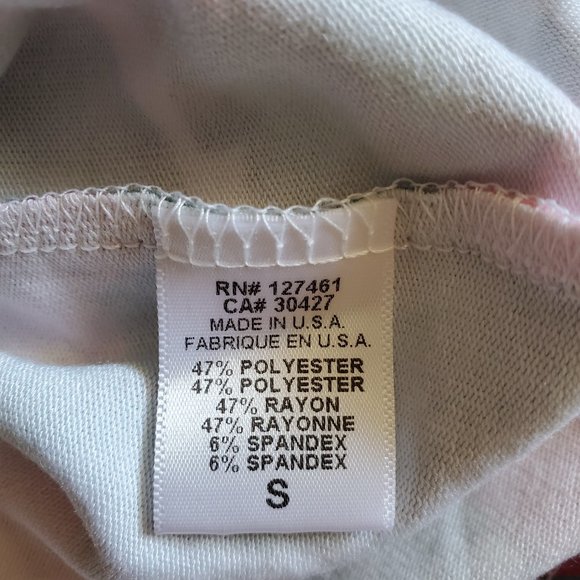 RN# 127461
CA# 30427
MADE IN U.S.A.
FABRIQUE EN U.S.A.
47% POLYESTER
47% POLYESTER
47% RAYON
47% RAYONNE
6% SPANDEX
6% SPANDEX
S